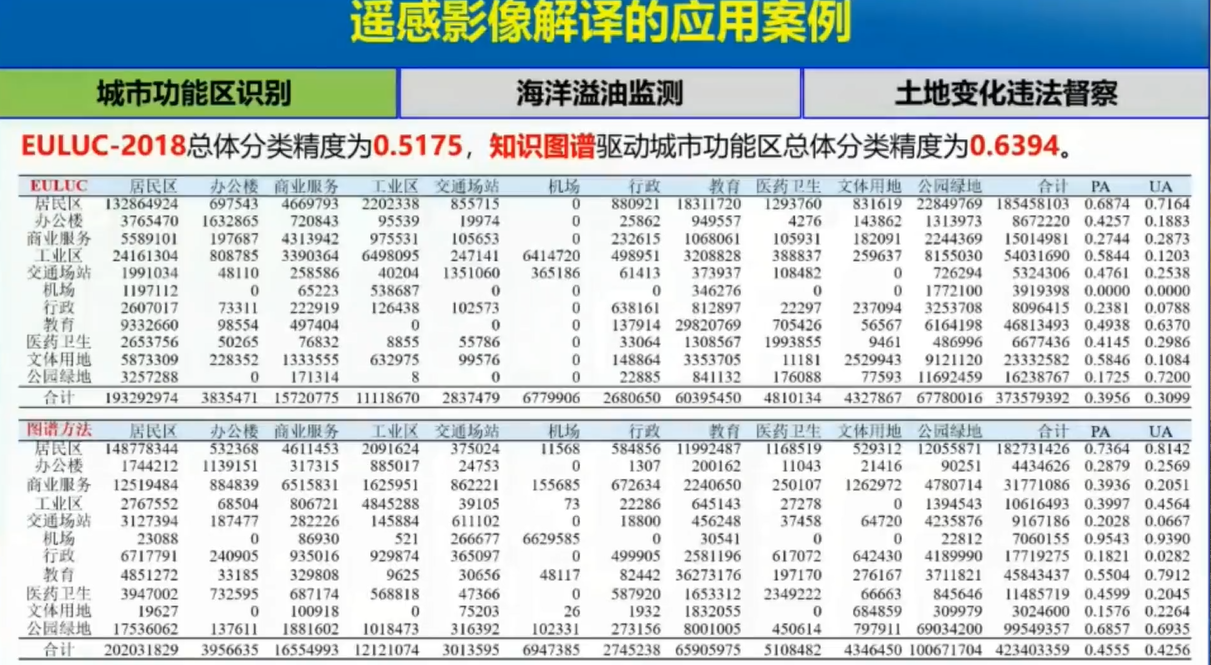 遥感影像解译的应用案例
城市功能区识别 海洋溢油监测 土地变化违法督察
EULUC-2018总体分类精度为0.5175，知识图谱驱动城市功能区总体分类精度为0.6394。
EULUC 居民区 办公楼 商业服务 工业区 交通场站 机场 行政 教育 医药卫生 文体用地 公园绿地 合计 PA UA
居民区 132864924 697543 4669793 2202338 855715 0 880921 18311720 1293760 831619 22849769 185458103 0.6874 0.7164
办公楼 3765470 1632865 720843 95539 19974 0 25862 949557 4276 143862 1313973 8672220 0.4257 0.1883
商业服务 5589101 197687 4313942 975531 105653 0 232615 1068061 105931 182091 2244369 15014981 0.2744 0.2873
工业区 24161304 808785 3390364 6498095 247141 6414720 498951 3208828 388837 259637 8155030 54031690 0.5844 0.1203
交通场站 1991034 48110 258586 40204 1351060 365186 61413 373937 108482 0 726294 5324306 0.4761 0.2538
机场 1197112 0 65223 538687 0 0 0 346276 0 0 1772100 3919398 0.0000 0.0000
行政 2607017 73311 222919 126438 102573 0 638161 812897 22297 237094 3253708 8096415 0.2381 0.0788
教育 9332660 98554 497404 0 0 0 137914 29820769 705426 56567 6164198 46813493 0.4938 0.6370
医药卫生 2653756 50265 76832 8855 55786 0 33064 1308567 1993855 9461 486996 6677436 0.4145 0.2986
文体用地 5873309 228352 1333555 632975 99576 0 148864 3353705 11181 2529943 9121120 23332582 0.5846 0.1084
公园绿地 3257288 0 171314 8 0 0 22885 841132 176088 77593 11692459 16238767 0.1725 0.7200
合计 193292974 3835471 15720775 11118670 2837479 6779906 2680650 60395450 4810134 4327867 67780016 373579392 0.3956 0.3099
图谱方法 居民区 办公楼 商业服务 工业区 交通场站 机场 行政 教育 医药卫生 文体用地 公园绿地 合计 PA UA
居民区 148778344 532368 4611453 2091624 375024 11568 584856 11992487 1168519 529312 12055871 182731426 0.7364 0.8142
办公楼 1744212 1139151 317315 885017 24753 0 1307 200162 11043 21416 90251 4434626 0.2879 0.2569
商业服务 12519484 884839 6515831 1625951 862221 155685 672634 2240650 250107 1262972 4780714 31771086 0.3936 0.2051
工业区 2767552 68504 806721 4845288 39105 73 22286 645143 27278 0 1394543 10616493 0.3997 0.4564
交通场站 3127394 187477 282226 145884 611102 0 18800 456248 37458 64720 4235876 9167186 0.2028 0.0667
机场 23088 0 86930 521 266677 6629585 0 30541 0 0 22812 7060155 0.9543 0.9390
行政 6717791 240905 935016 929874 365097 0 499905 2581196 617072 642430 4189990 17719275 0.1821 0.0282
教育 4851272 33185 329808 9625 30656 48117 82442 36273176 197170 276167 3711821 45843437 0.5504 0.7912
医药卫生 3947002 732595 687174 568818 47366 0 587920 1653312 2349222 66663 845646 11485719 0.4599 0.2045
文体用地 19627 0 100918 0 75203 26 1932 1832055 0 684859 309979 3024600 0.1576 0.2264
公园绿地 17536062 137611 1881602 1018473 316392 102331 273156 8001005 450614 797911 69034200 99549357 0.6857 0.6935
合计 202031829 3956635 16554993 12121074 3013595 6947385 2745238 65905975 5108482 4346450 100671704 423403359 0.4555 0.4256